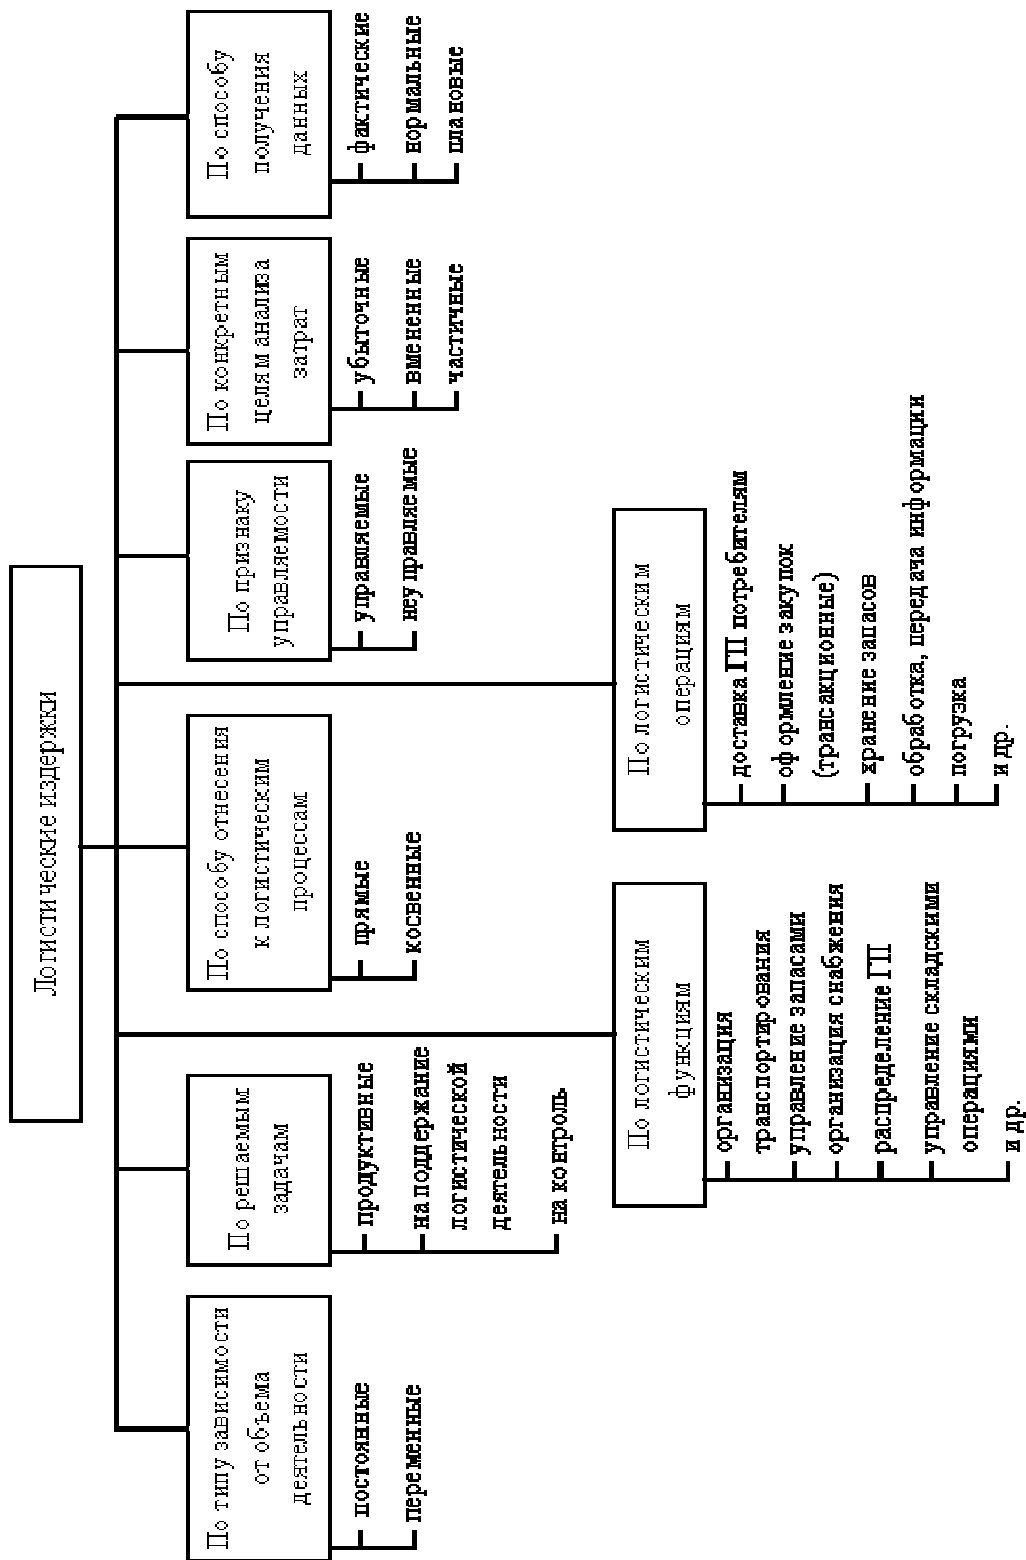 Логистические издержки
По типу зависимости
от объема
деятельности
постоянные
переменные
По решаемым
задачам
продуктивные
на поддержание
логистической
деятельности
на контроль
По способу отнесения
к логистическим
процессам
прямые
косвенные
По признаку
управляемости
управляемые
неуправляемые
По конкретным
целям анализа
затрат
убыточные
вмененные
частичные
По способу
получения
данных
фактические
нормальные
плановые
По логистическим
функциям
организация
транспортирования
управление запасами
организация снабжения
распределение ГП
управление складскими
операциями
и др.
По логистическим
операциям
доставка ГП потребителям
оформление закупок
(трансакционные)
хранение запасов
обработка, передача информации
погрузка
и др.